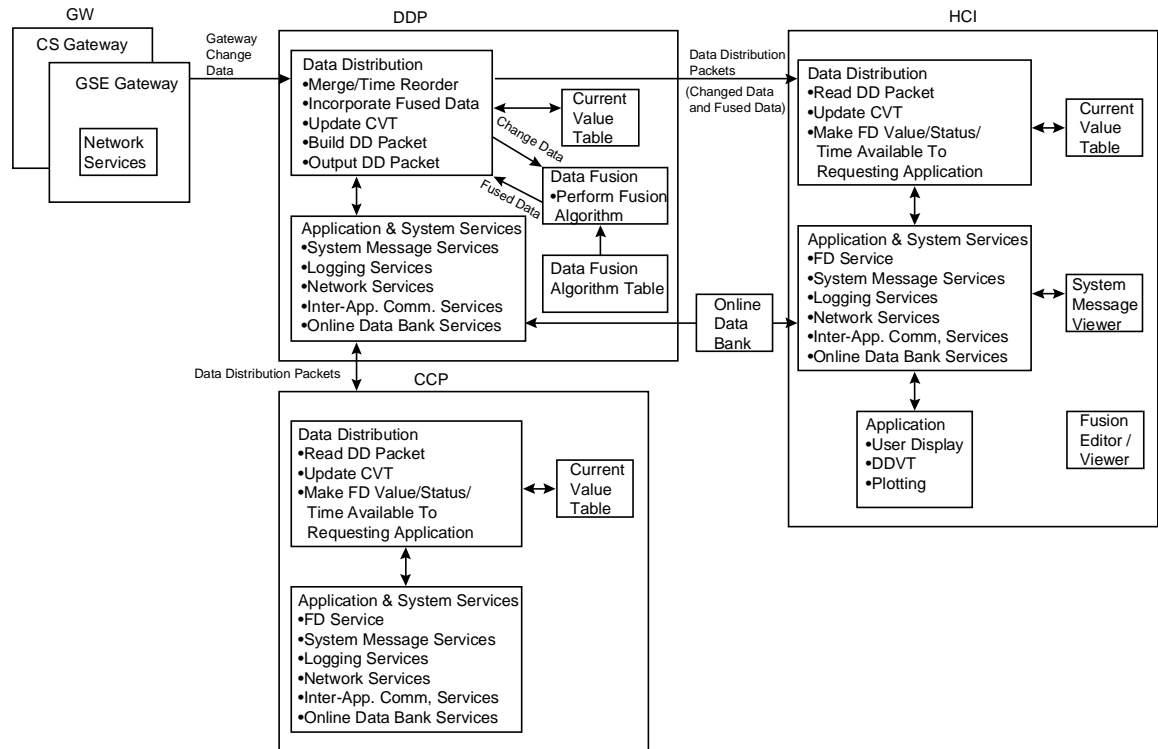 GW
CS Gateway
GSE Gateway
Network
Services
Gateway
Change
Data
DDP
Data Distribution
•Merge/Time Reorder
•Incorporate Fused Data
•Update CVT
•Build DD Packet
•Output DD Packet
Current
Value
Table
Change Data
Fused Data
Data Fusion
•Perform Fusion
Algorithm
Data Fusion
Algorithm Table
Application & System Services
•System Message Services
•Logging Services
•Network Services
•Inter-App. Comm. Services
•Online Data Bank Services
Data Distribution
Packets
(Changed Data
and Fused Data)
Online
Data
Bank
HCI
Data Distribution
•Read DD Packet
•Update CVT
•Make FD Value/Status/
Time Available To
Requesting Application
Current
Value
Table
Application & System Services
•FD Service
•System Message Services
•Logging Services
•Network Services
•Inter-App. Comm, Services
•Online Data Bank Services
System
Message
Viewer
Application
•User Display
•DDVT
•Plotting
Fusion
Editor /
Viewer
Data Distribution Packets
CCP
Data Distribution
•Read DD Packet
•Update CVT
•Make FD Value/Status/
Time Available To
Requesting Application
Current
Value
Table
Application & System Services
•FD Service
•System Message Services
•Logging Services
•Network Services
•Inter-App. Comm, Services
•Online Data Bank Services